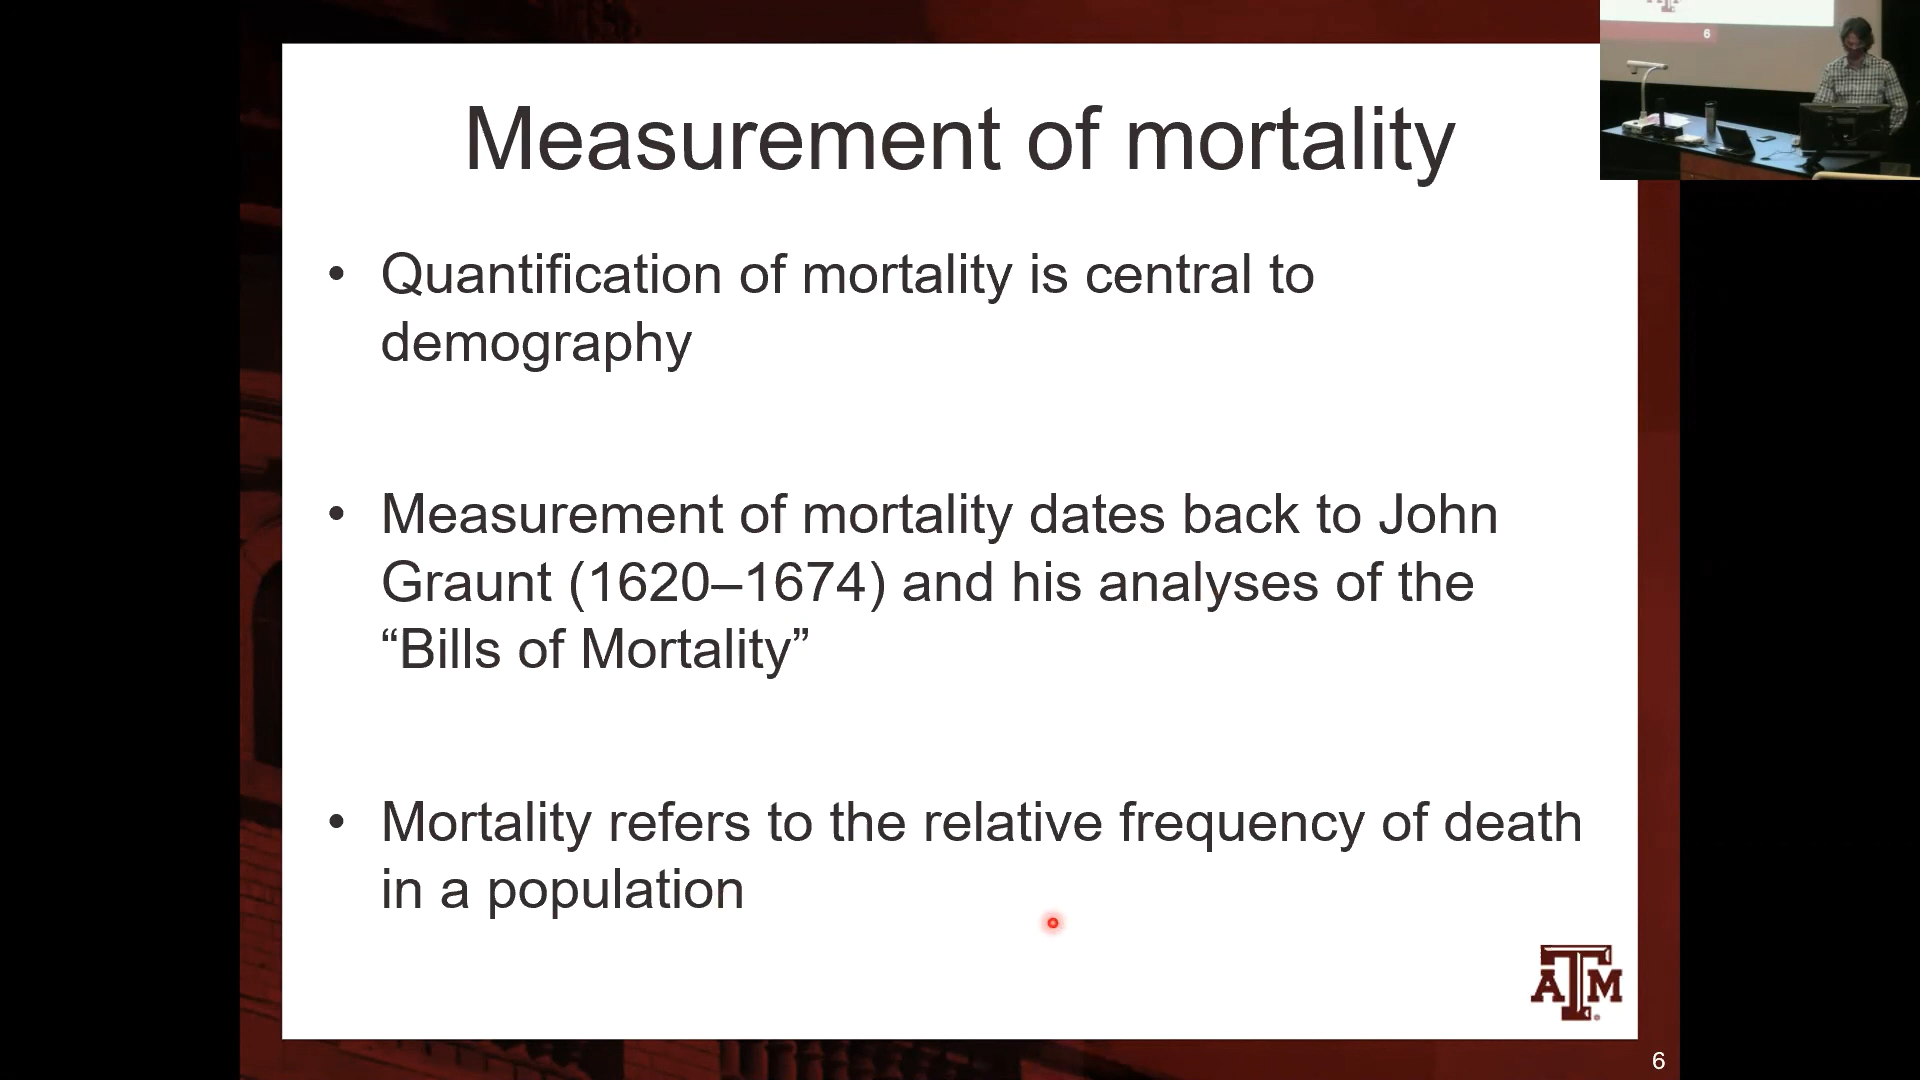 Measurement of mortality
• Quantification of mortality is central to
demography
• Measurement of mortality dates back to John
Graunt (1620–1674) and his analyses of the
“Bills of Mortality”
• Mortality refers to the relative frequency of death
in a population
ATM
6
6